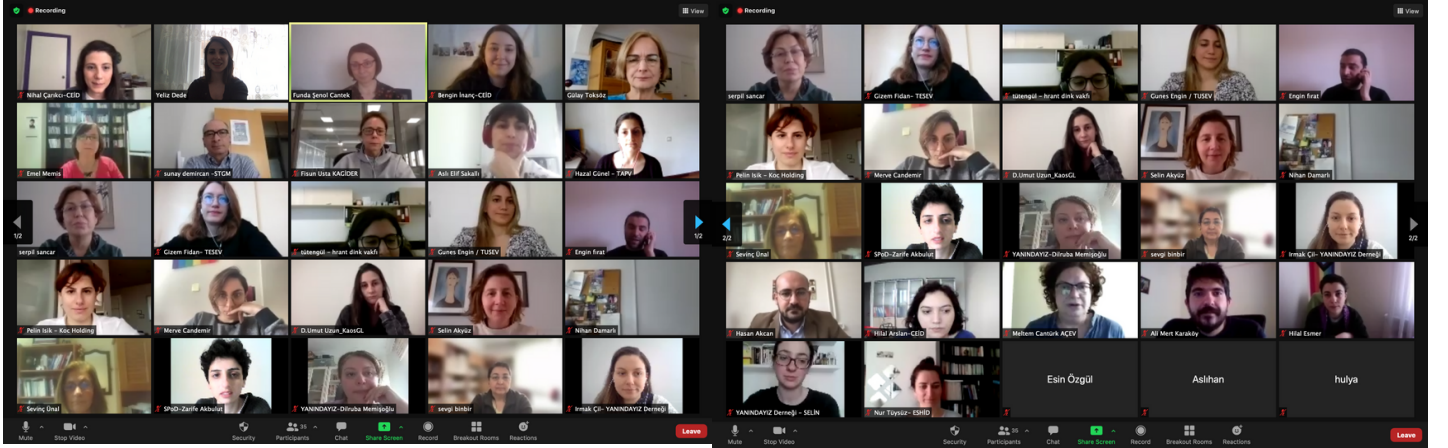 Recording
View
Nihal Çarıkcı-CEİD
Yeliz Dede
Funda Şenol Cantek
Bengin İnanç-CEİD
Gülay Toksöz
Emel Memis
sunay demircan -STGM
Fisun Usta KAGİDER
Aslı Elif Sakallı
Hazal Günel - TAPV
serpil sancar
Gizem Fidan- TESEV
tütengül - hrant dink vakfı
Gunes Engin / TUSEV
Engin fırat
1/2
1/2
Pelin Isik - Koc Holding
Merve Candemir
D.Umut Uzun_KaosGL
Selin Akyüz
Nihan Damarlı
Sevinç Ünal
SPoD-Zarife Akbulut
YANINDAYIZ-Dilruba Memişoğlu
sevgi binbir
Irmak Çil- YANINDAYIZ Derneği
Mute
Stop Video
Security
Participants
35
Chat
Share Screen
Record
Breakout Rooms
Reactions
Leave
Recording
View
serpil sancar
Gizem Fidan- TESEV
tütengül - hrant dink vakfı
Gunes Engin / TUSEV
Engin fırat
Pelin Isik - Koc Holding
Merve Candemir
D.Umut Uzun_KaosGL
Selin Akyüz
Nihan Damarlı
Sevinç Ünal
SPoD-Zarife Akbulut
YANINDAYIZ-Dilruba Memişoğlu
sevgi binbir
Irmak Çil- YANINDAYIZ Derneği
2/2
2/2
Hasan Akcan
Hilal Arslan-CEİD
Meltem Cantürk AÇEV
Ali Mert Karaköy
Hilal Esmer
YANINDAYIZ Derneği - SELİN
Nur Tüysüz- ESHİD
Esin Özgül
Aslıhan
hulya
Mute
Stop Video
Security
Participants
35
Chat
Share Screen
Record
Breakout Rooms
Reactions
Leave